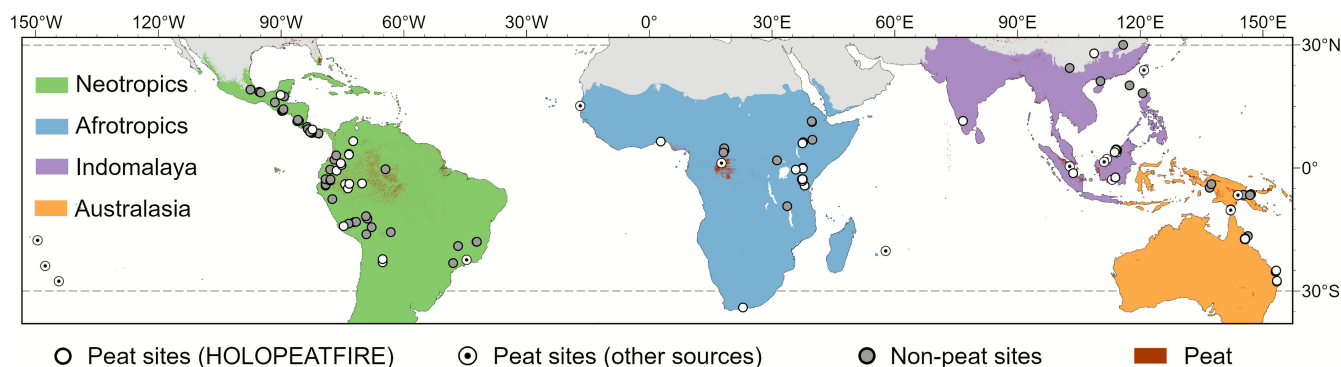 150°W 120°W 90°W 60°W 30°W 0° 30°E 60°E 90°E 120°E 150°E
30°N
Neotropics
Afrotropics
Indomalaya
0°
Australasia
30°S
Peat sites (HOLOPEATFIRE) Peat sites (other sources) Non-peat sites Peat